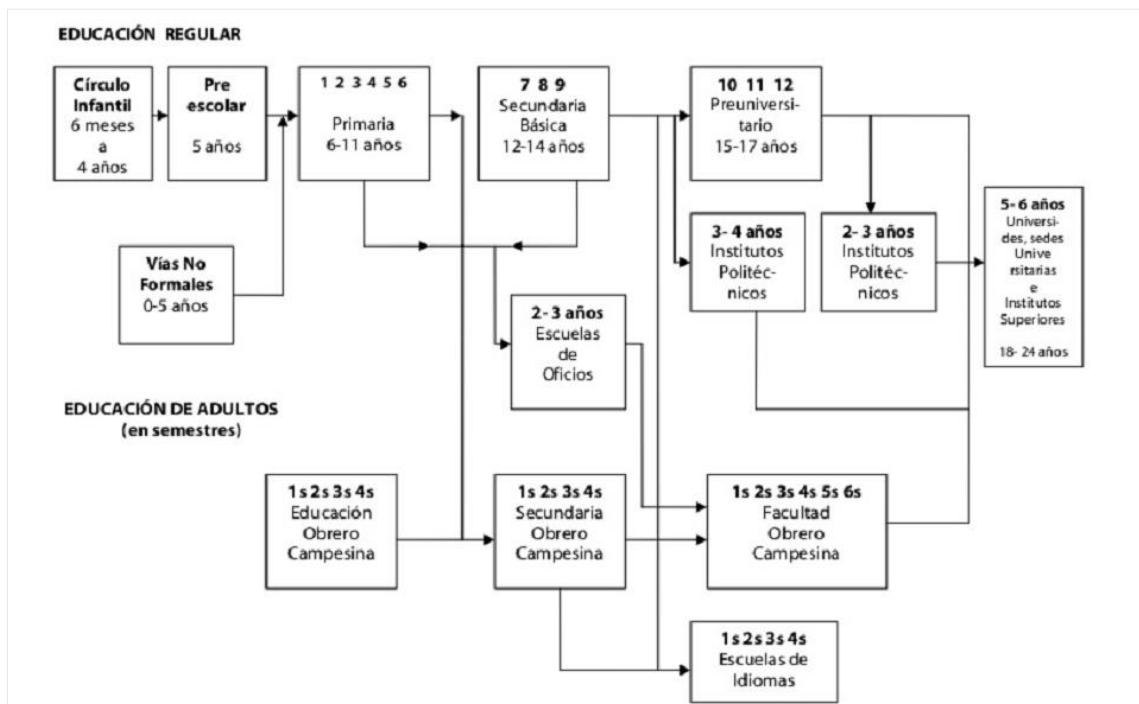 EDUCACIÓN REGULAR
Círculo
Infantil
6 meses
a
4 años
Pre
escolar
5 años
1 2 3 4 5 6
Primaria
6-11 años
7 8 9
Secundaria
Básica
12-14 años
10 11 12
Preuniversi-
tario
15-17 años
Vías No
Formales
0-5 años
2- 3 años
Escuelas
de
Oficios
3- 4 años
Institutos
Politéc-
nicos
2- 3 años
Institutos
Politéc-
nicos
5- 6 años
Universi-
des, sedes
Unive
rsitarias
e
Institutos
Superiores
18- 24 años
EDUCACIÓN DE ADULTOS
(en semestres)
1s 2s 3s 4s
Educación
Obrero
Campesina
1s 2s 3s 4s
Secundaria
Obrero
Campesina
1s 2s 3s 4s 5s 6s
Facultad
Obrero
Campesina
1s 2s 3s 4s
Escuelas de
Idiomas